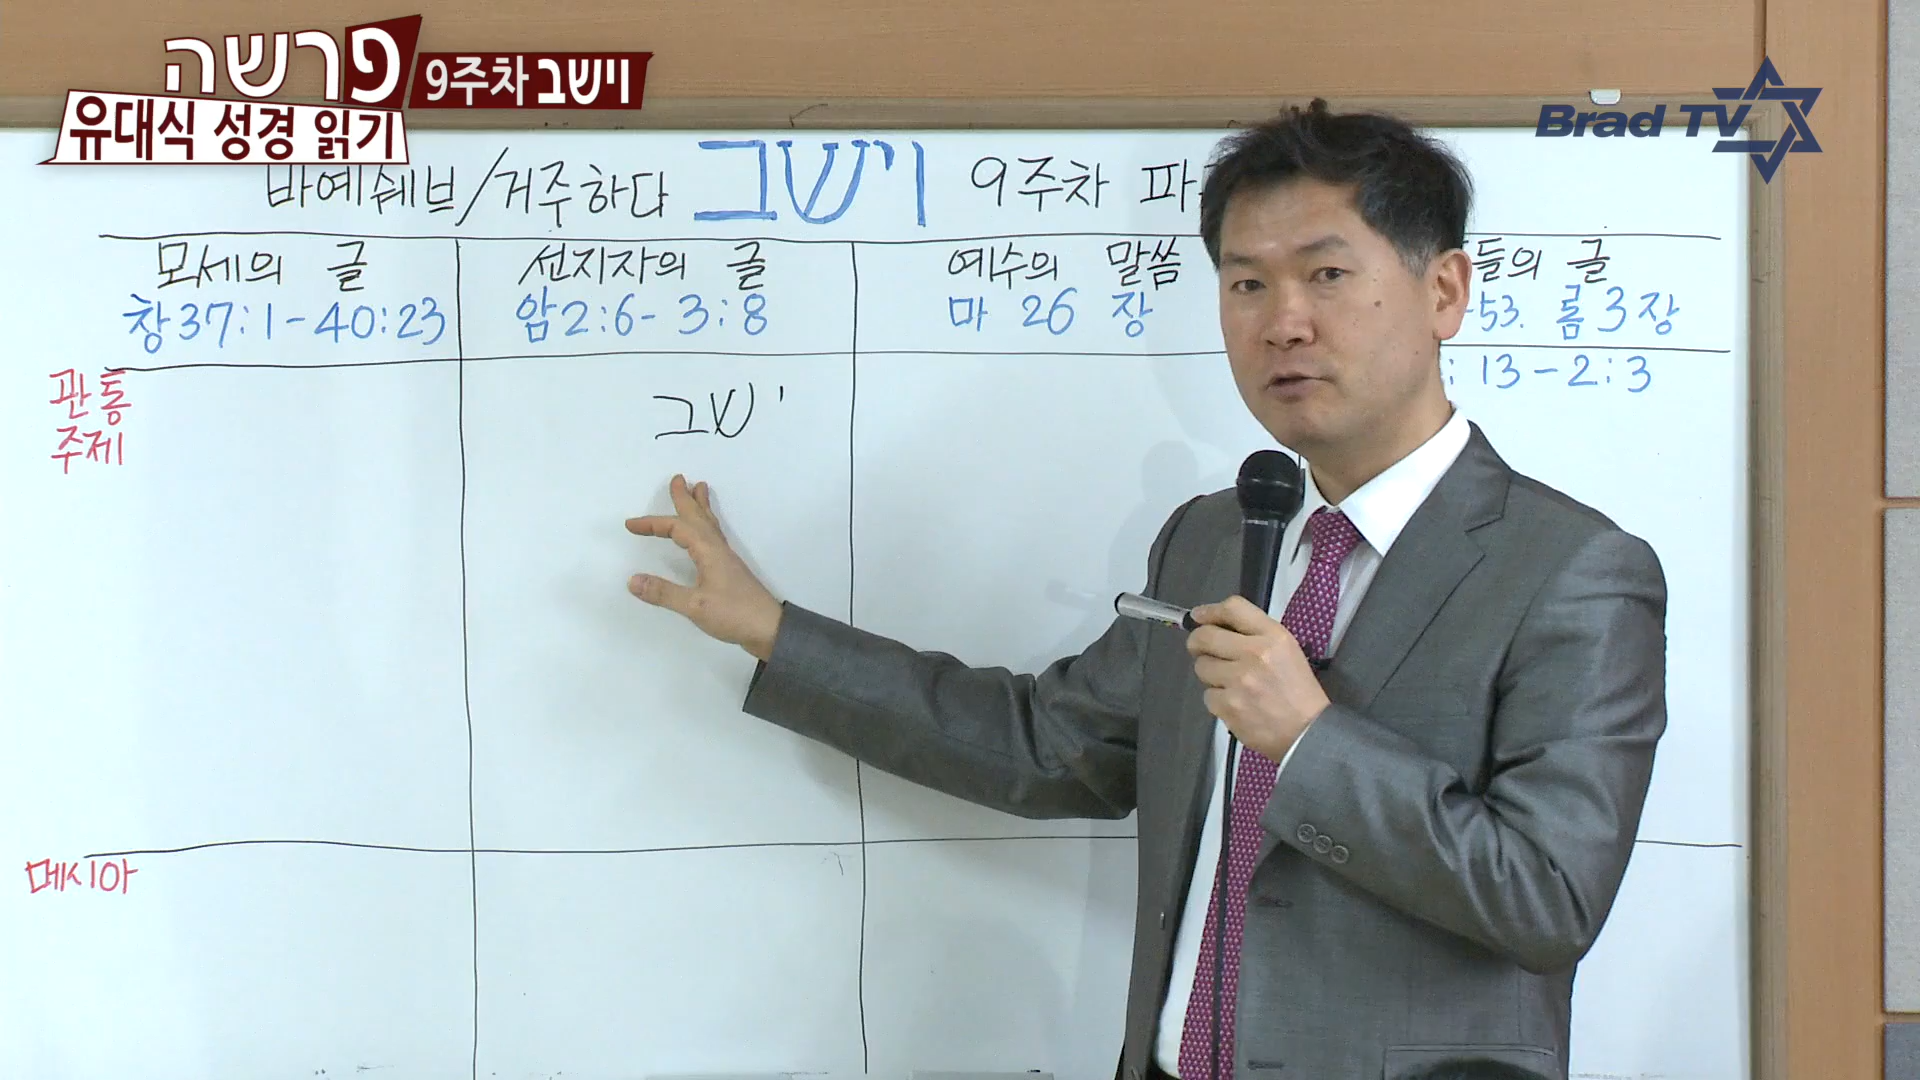 פרשה
유대식 성경 읽기
9주차 וישב
Brad TV
바예쉐브/거주하다 וישב 9주차 파
모세의 글
창37:1-40:23
선지자의 글
암2:6-3:8
예수의 말씀
마 26 장
들의 글
53. 롬 3장
: 13-2:3
관통
주제
ישב
메시아